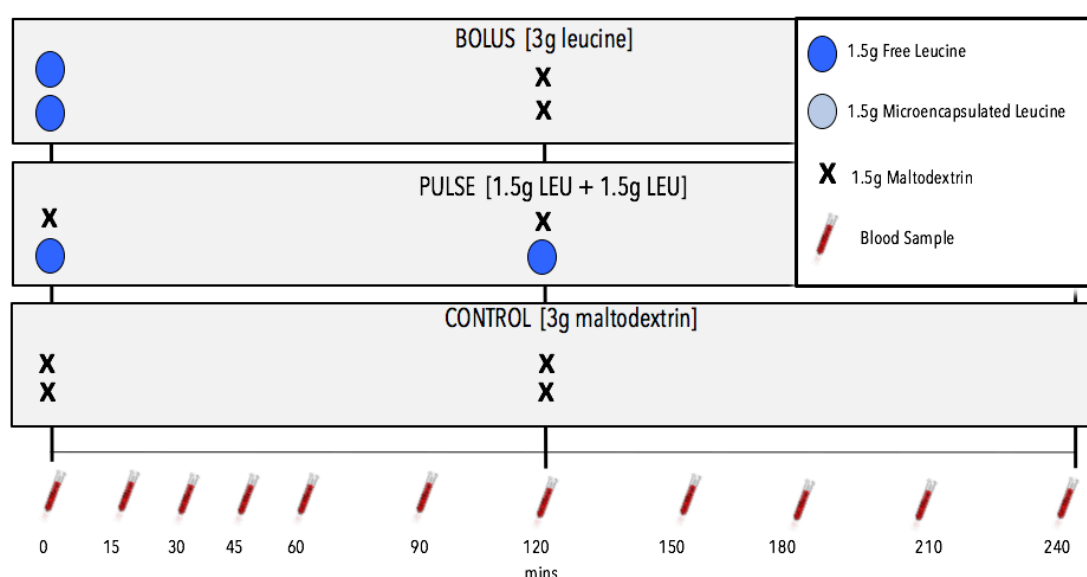 BOLUS [3g leucine]
X
X
PULSE [1.5g LEU + 1.5g LEU]
X
X
CONTROL [3g maltodextrin]
X
X
X
X
1.5g Free Leucine
1.5g Microencapsulated Leucine
X 1.5g Maltodextrin
Blood Sample
0 15 30 45 60 90 120 150 180 210 240
mins